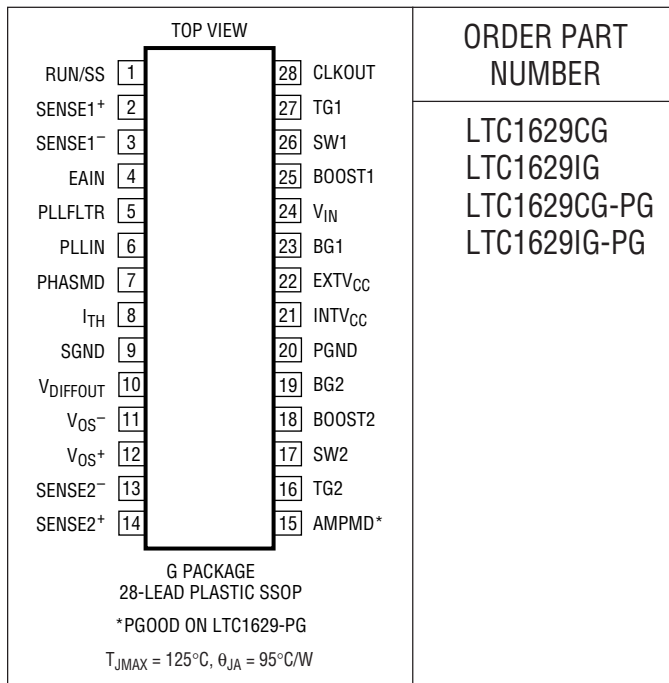 TOP VIEW
RUN/SS 1
SENSE1+ 2
SENSE1– 3
EAIN 4
PLLFLTR 5
PLLIN 6
PHASMD 7
ITH 8
SGND 9
VDIFFOUT 10
VOS– 11
VOS+ 12
SENSE2– 13
SENSE2+ 14
28 CLKOUT
27 TG1
26 SW1
25 BOOST1
24 VIN
23 BG1
22 EXTVCC
21 INTVCC
20 PGND
19 BG2
18 BOOST2
17 SW2
16 TG2
15 AMPMD*
G PACKAGE
28-LEAD PLASTIC SSOP
*PGOOD ON LTC1629-PG
TJMAX = 125°C, θJA = 95°C/W
ORDER PART
NUMBER
LTC1629CG
LTC1629IG
LTC1629CG-PG
LTC1629IG-PG